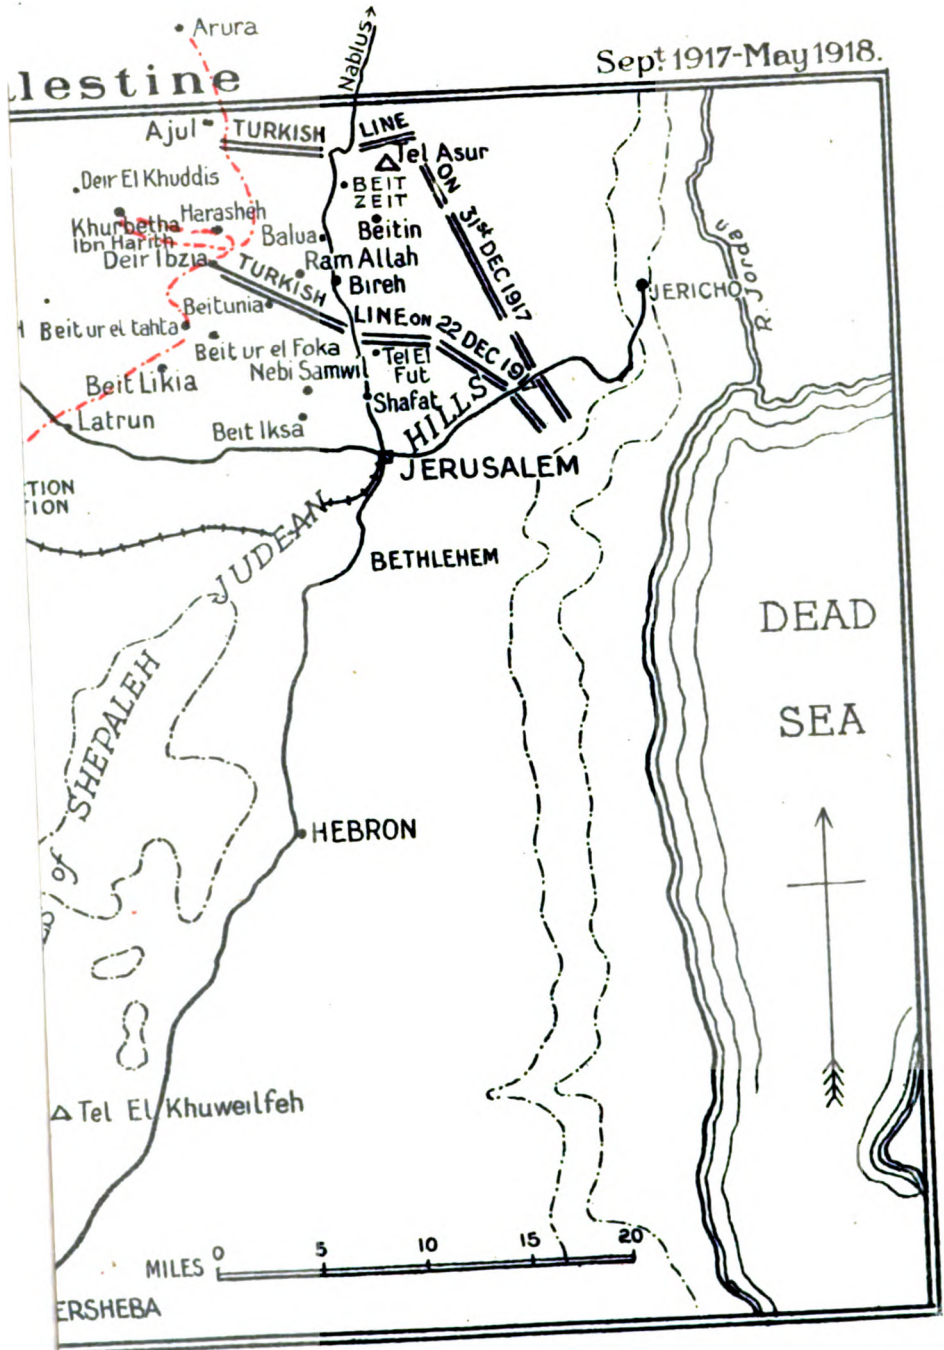 Arura
Nablus
Sept. 1917-May 1918.
lestine
Ajul
TURKISH
LINE
ON
31st DEC 1917
Tel Asur
Deir El Khuddis
BEIT
ZEIT
Khurbetha
Ibn Harith
Harasheh
Beitin
Balua
Deir Ibzia
Ram Allah
Bireh
R. Jordan
JERICHO
TURKISH
LINE ON
22 DEC 19
Beitunia
Beit ur el tahta
Beit ur el Foka
Tel El
Fut
Nebi Samwil
Beit Likia
Shafat
Latrun
Beit Iksa
JERUSALEM
JUDEAN
HILLS
TION
TION
BETHLEHEM
DEAD
SEA
of
SHEPALEH
HEBRON
Tel El Khuweilfeh
MILES
0 5 10 15 20
ERSHEBA